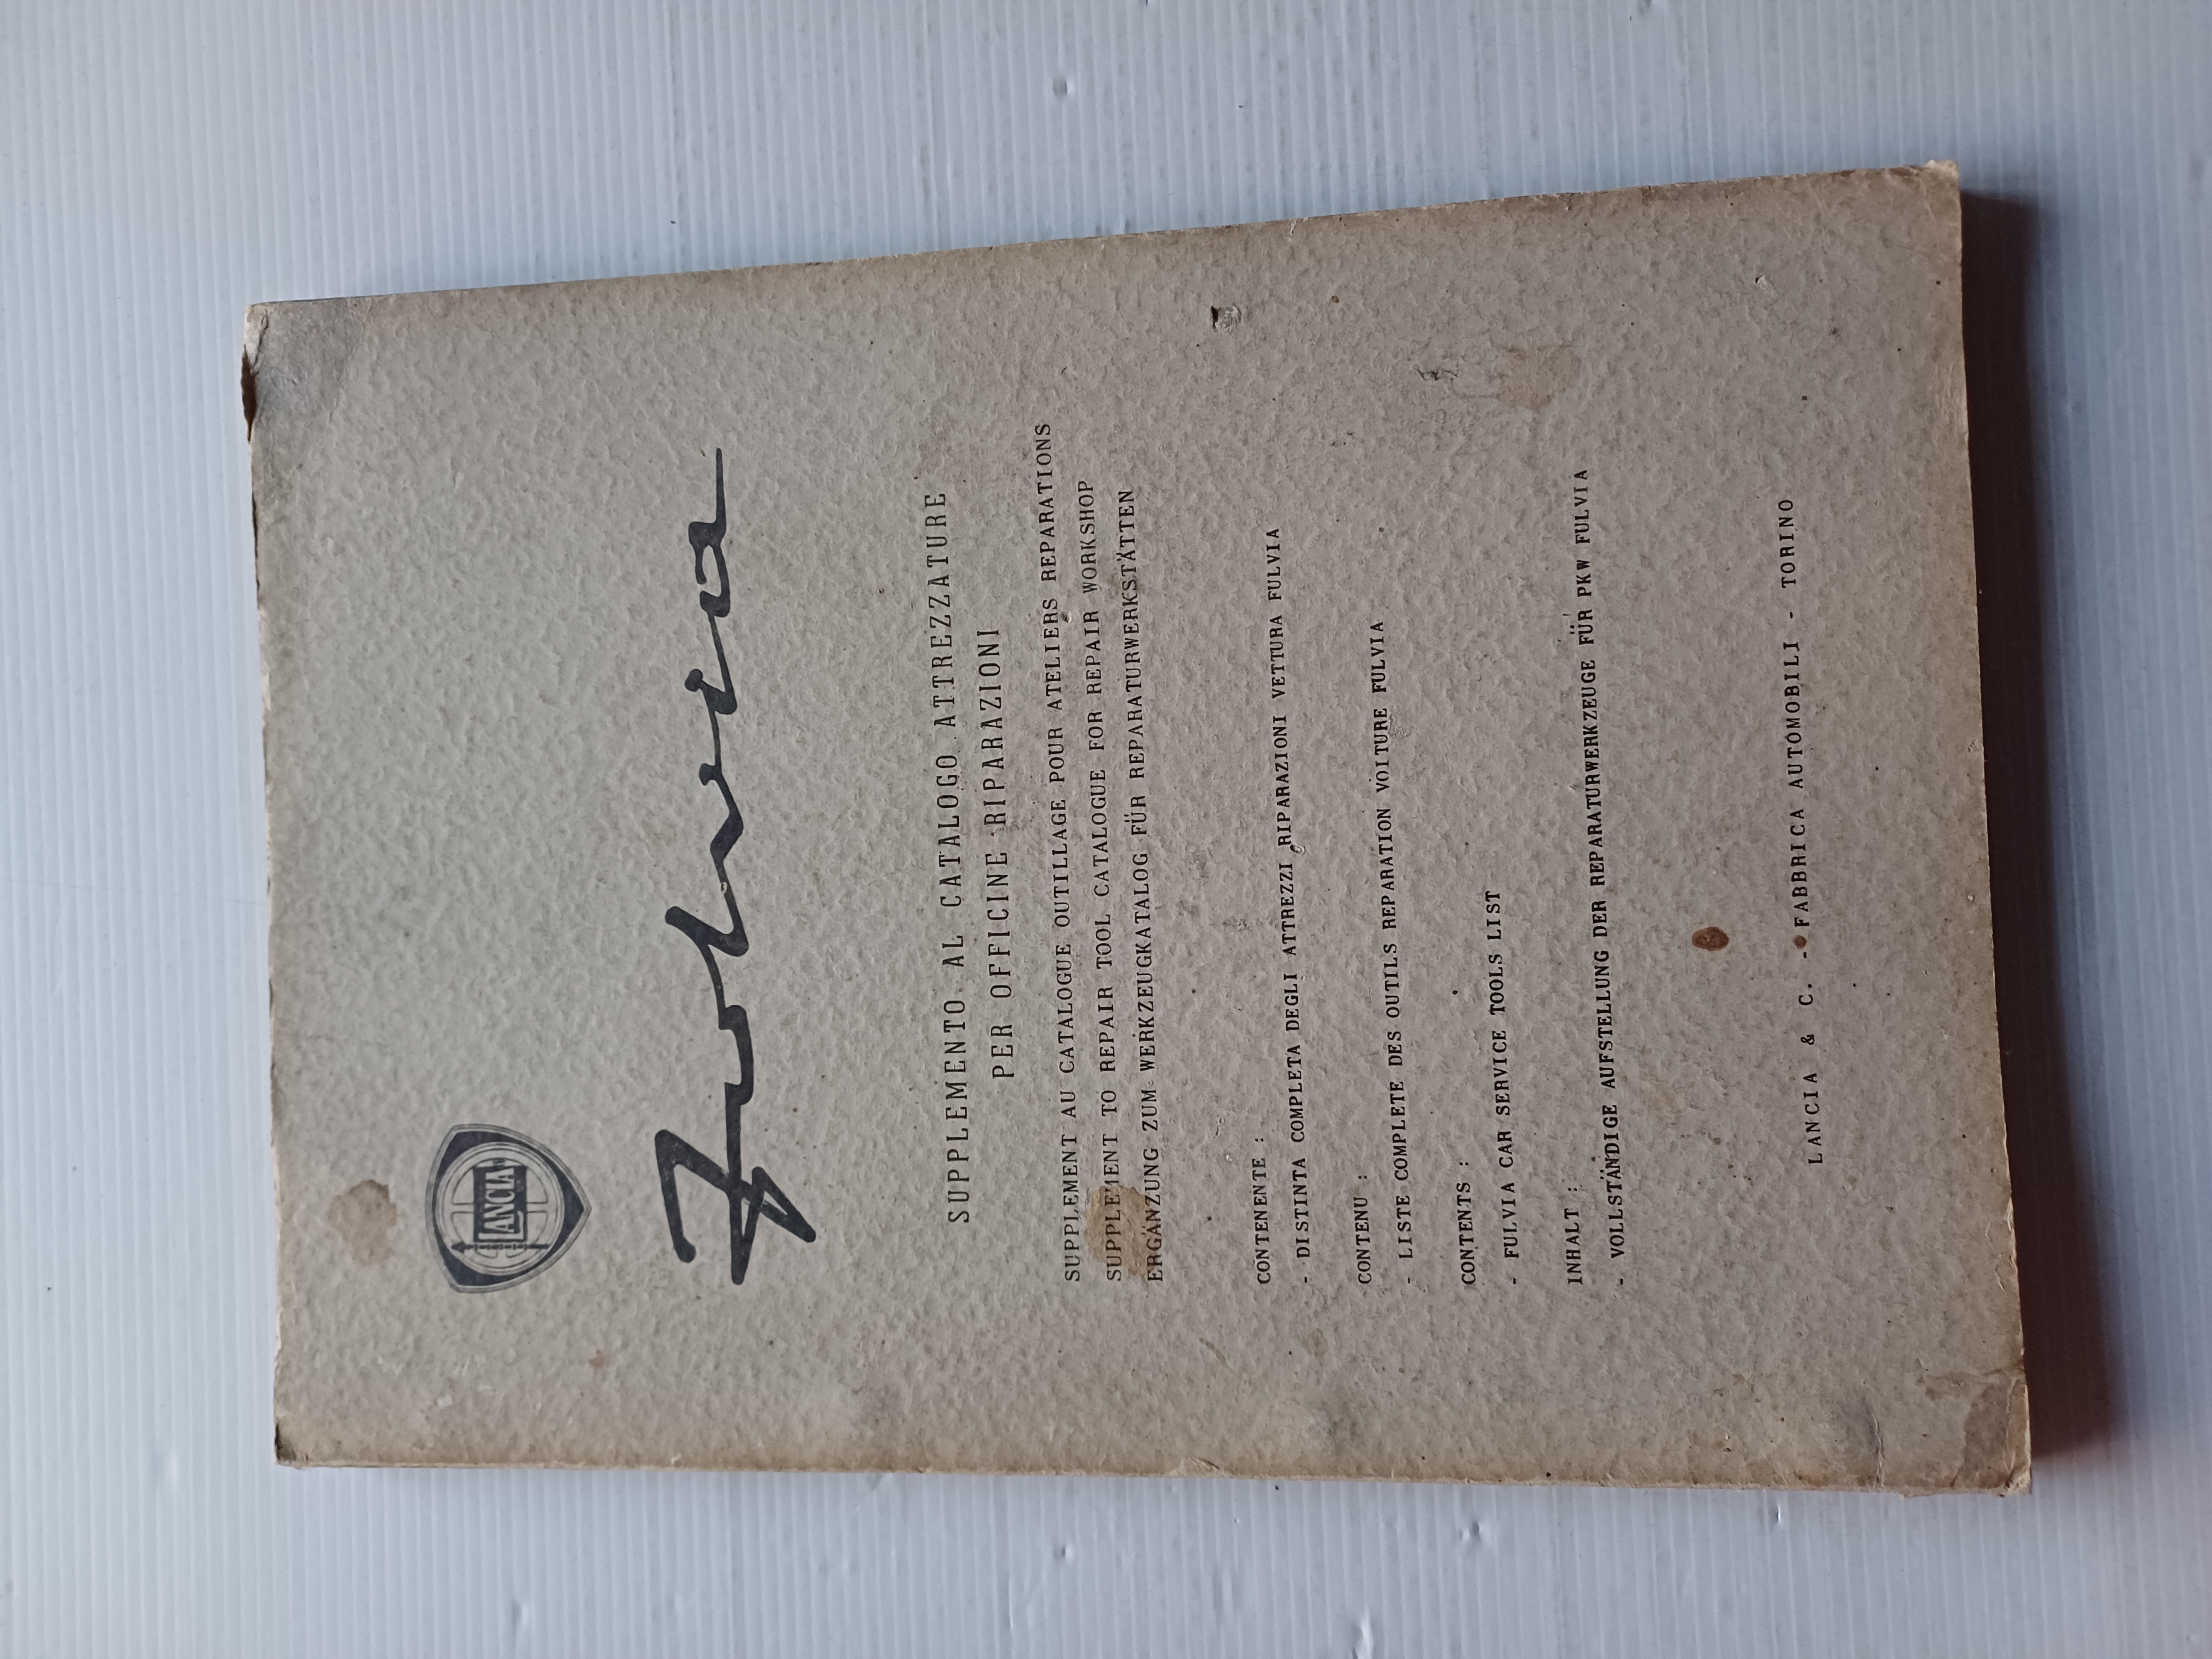 LANCIA
Fulvia
SUPPLEMENTO AL CATALOGO ATTREZZATURE
PER OFFICINE RIPARAZIONI
SUPPLEMENT AU CATALOGUE OUTILLAGE POUR ATELIERS REPARATIONS
SUPPLEMENT TO REPAIR TOOL CATALOGUE FOR REPAIR WORKSHOP
ERGÄNZUNG ZUM WERKZEUGKATALOG FÜR REPARATURWERKSTÄTTEN
CONTENENTE :
- DISTINTA COMPLETA DEGLI ATTREZZI RIPARAZIONI VETTURA FULVIA
CONTENU :
- LISTE COMPLETE DES OUTILS REPARATION VOITURE FULVIA
CONTENTS :
- FULVIA CAR SERVICE TOOLS LIST
INHALT :
- VOLLSTÄNDIGE AUFSTELLUNG DER REPARATURWERKZEUGE FÜR PKW FULVIA
LANCIA & C. - FABBRICA AUTOMOBILI - TORINO